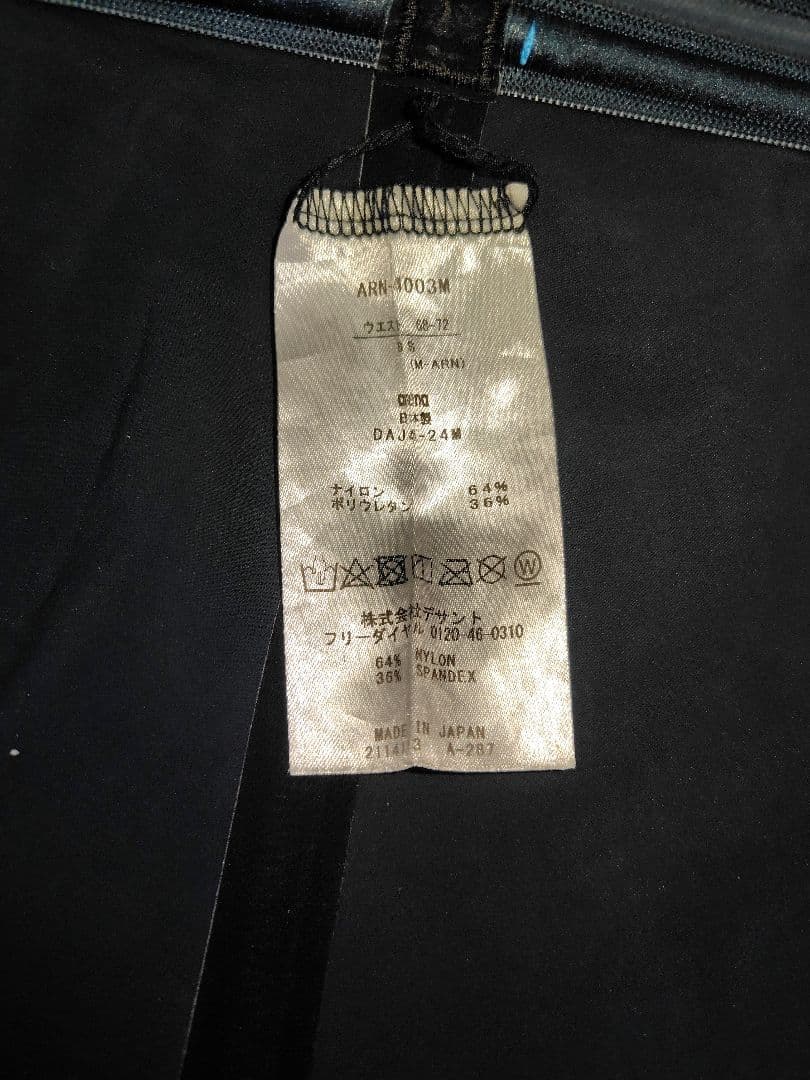 ARN-4003M
ウエスト 68-72
SS
(M-ARN)
arena
日本製
DAJ4-24M
ナイロン 64%
ポリウレタン 36%
W
株式会社デサント
フリーダイヤル 0120-46-0310
64% NYLON
36% SPANDEX
MADE IN JAPAN
A-287